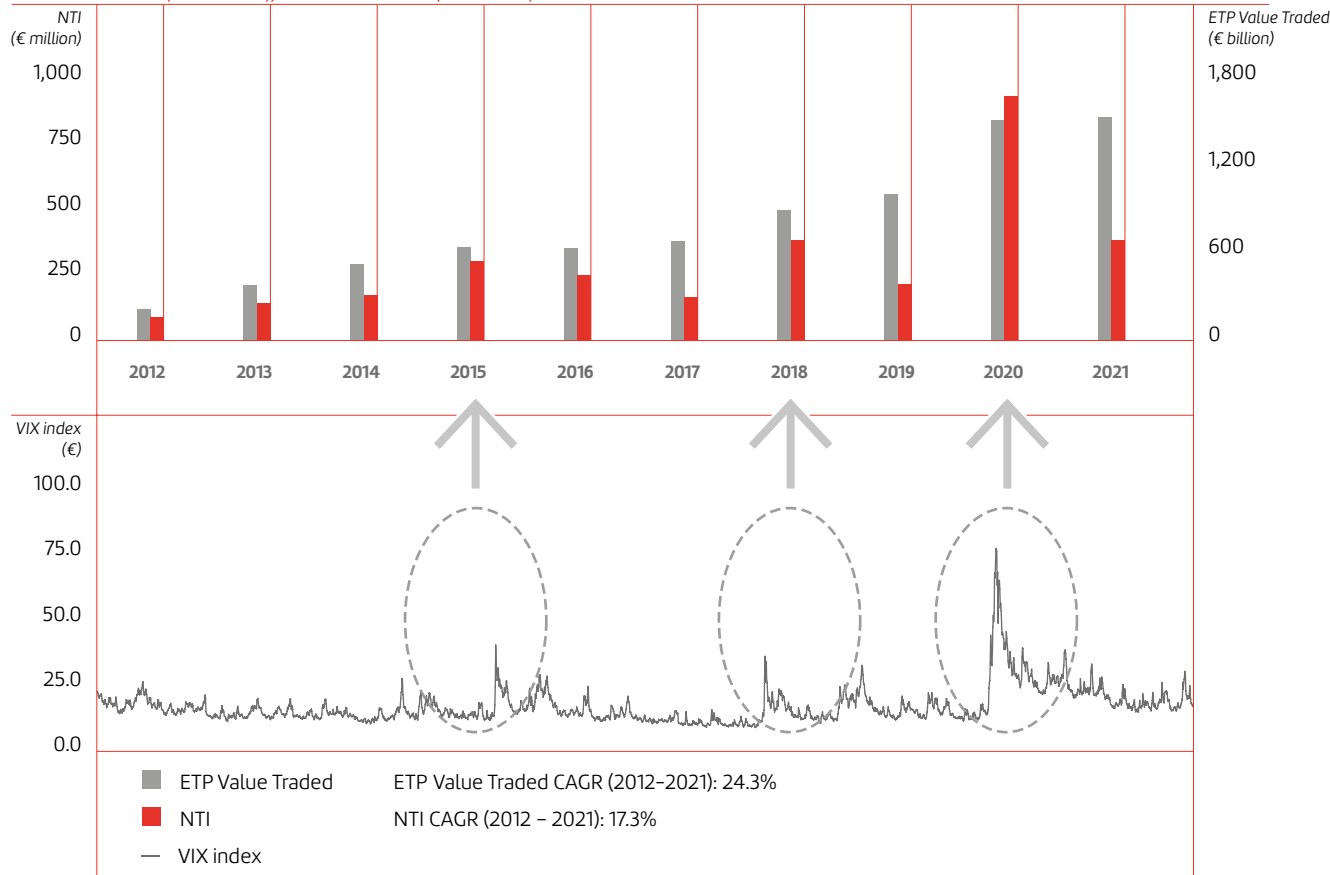 NTI
(€ million)
ETP Value Traded
(€ billion)
1,000
1,800
750
1,200
500
600
250
0
0
2012 2013 2014 2015 2016 2017 2018 2019 2020 2021
VIX index
(€)
100.0
75.0
50.0
25.0
0.0
ETP Value Traded ETP Value Traded CAGR (2012–2021): 24.3%
NTI NTI CAGR (2012 – 2021): 17.3%
VIX index